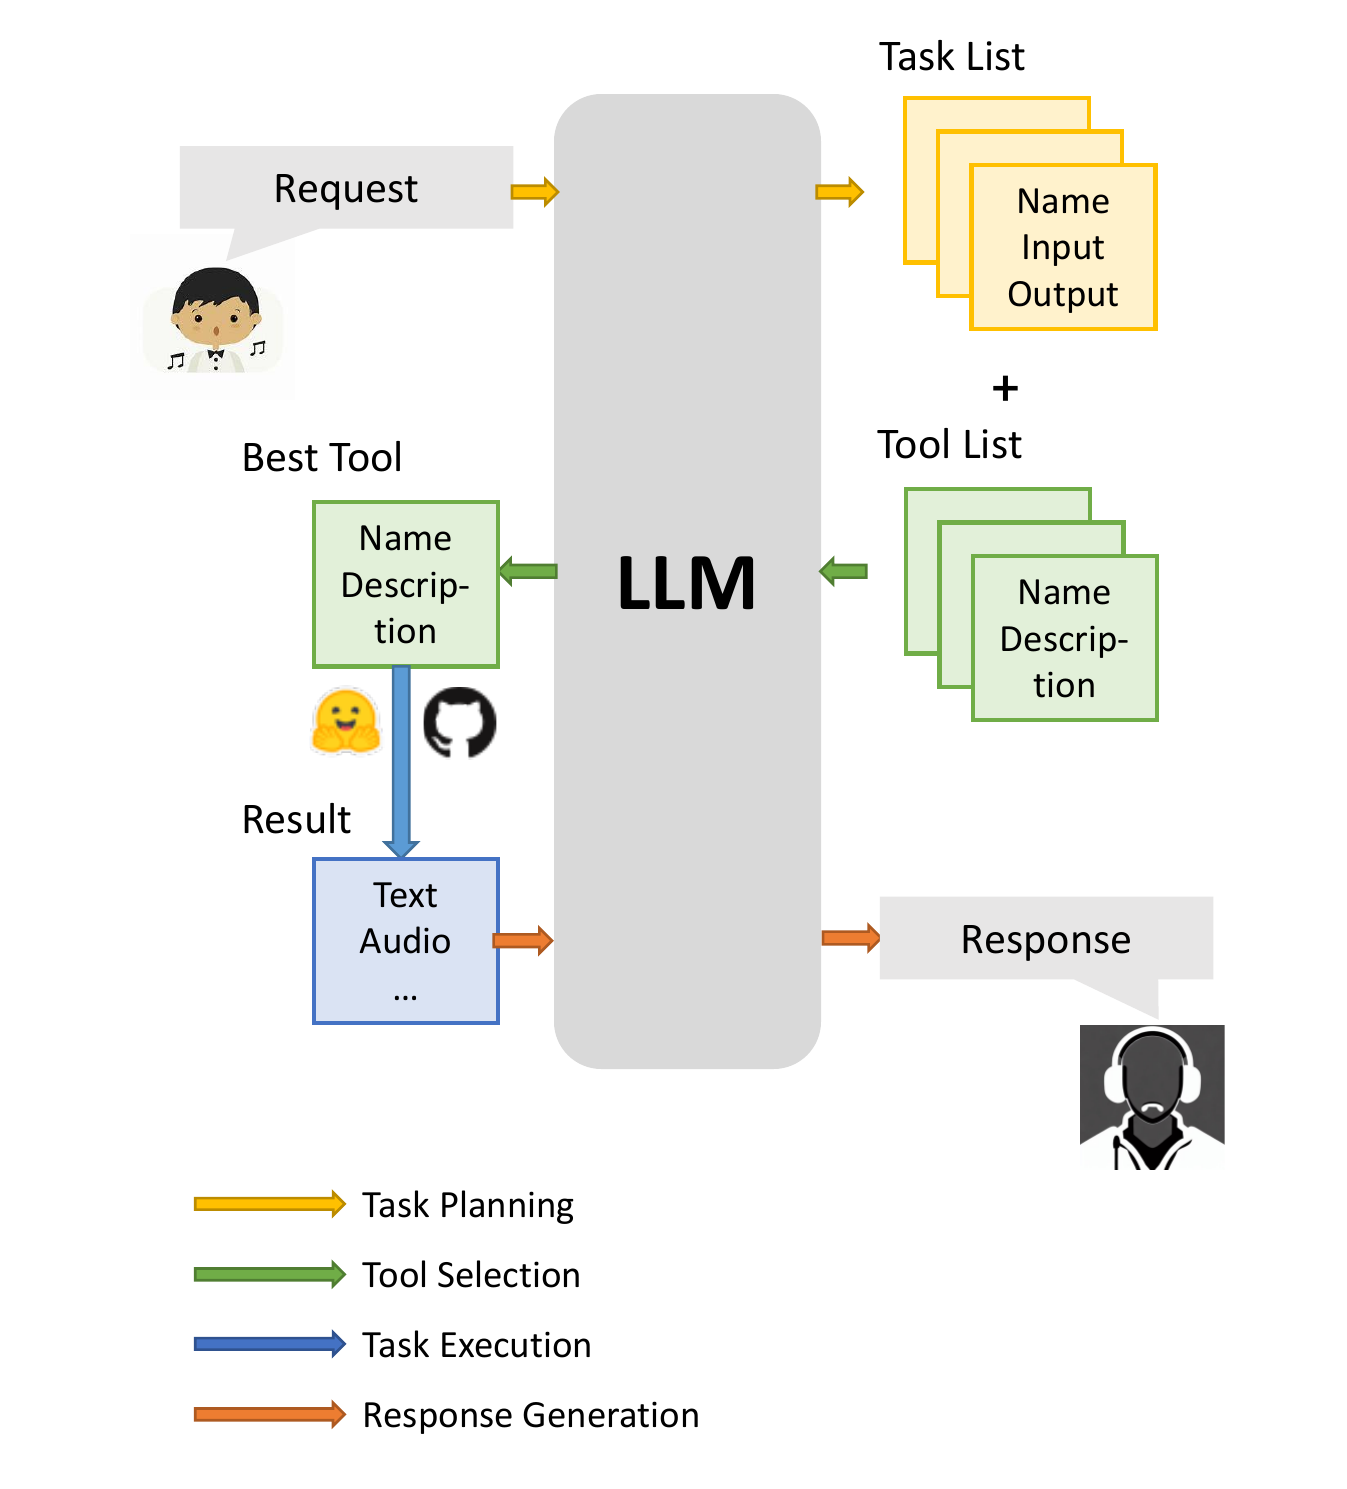 Task List
Request
Name
Input
Output
+
Tool List
Best Tool
Name
Descrip-
tion
LLM
Name
Descrip-
tion
Result
Text
Audio
...
Response
Task Planning
Tool Selection
Task Execution
Response Generation